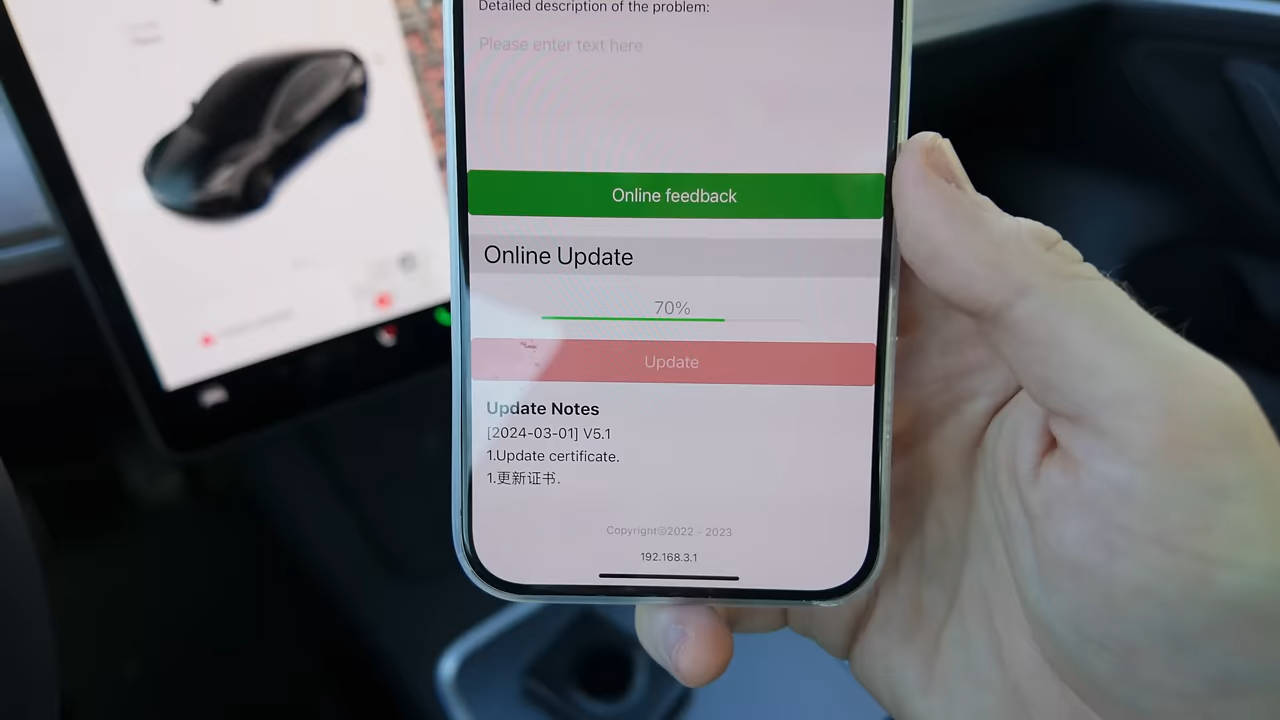 Detailed description of the problem:
Please enter text here
Online feedback
Online Update
70%
Update
Update Notes
[2024-03-01] V5.1
1.Update certificate.
1.更新证书.
Copyright©2022 - 2023
192.168.3.1